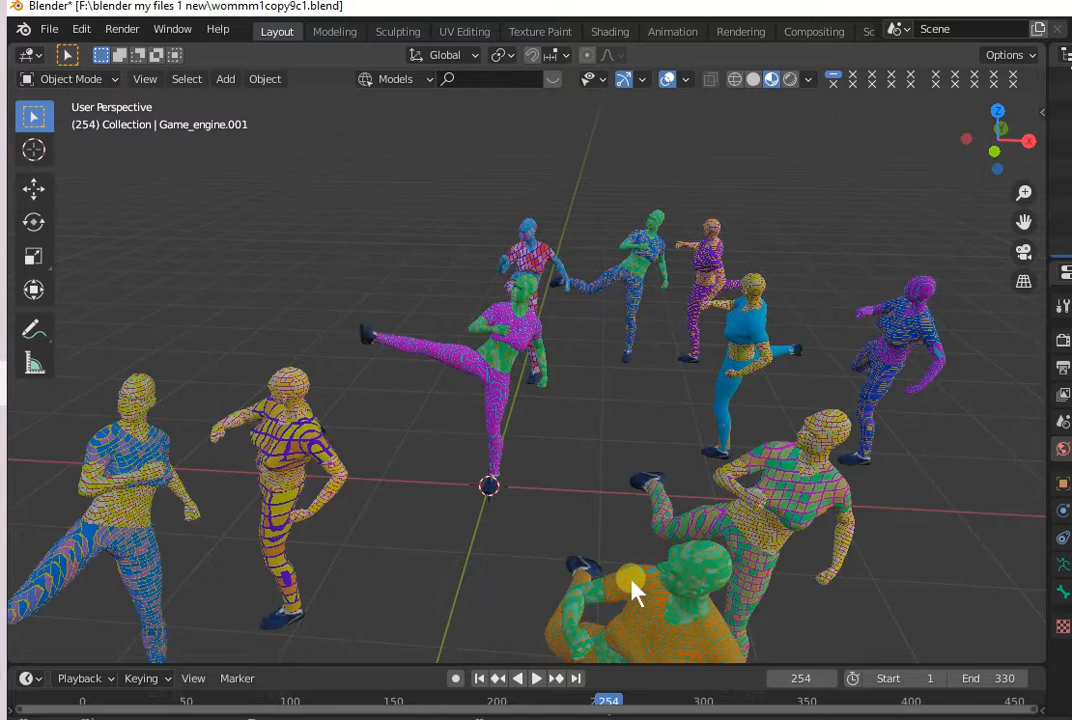 Blender* [F:\blender my files 1 new\wommm1copy9c1.blend]
File Edit Render Window Help Layout Modeling Sculpting UV Editing Texture Paint Shading Animation Rendering Compositing Scene
Global Options
Object Mode View Select Add Object Models
User Perspective
(254) Collection | Game_engine.001
Z
X
Playback Keying View Marker 254 Start 1 End 330
0 50 100 150 200 254 300 350 400 450